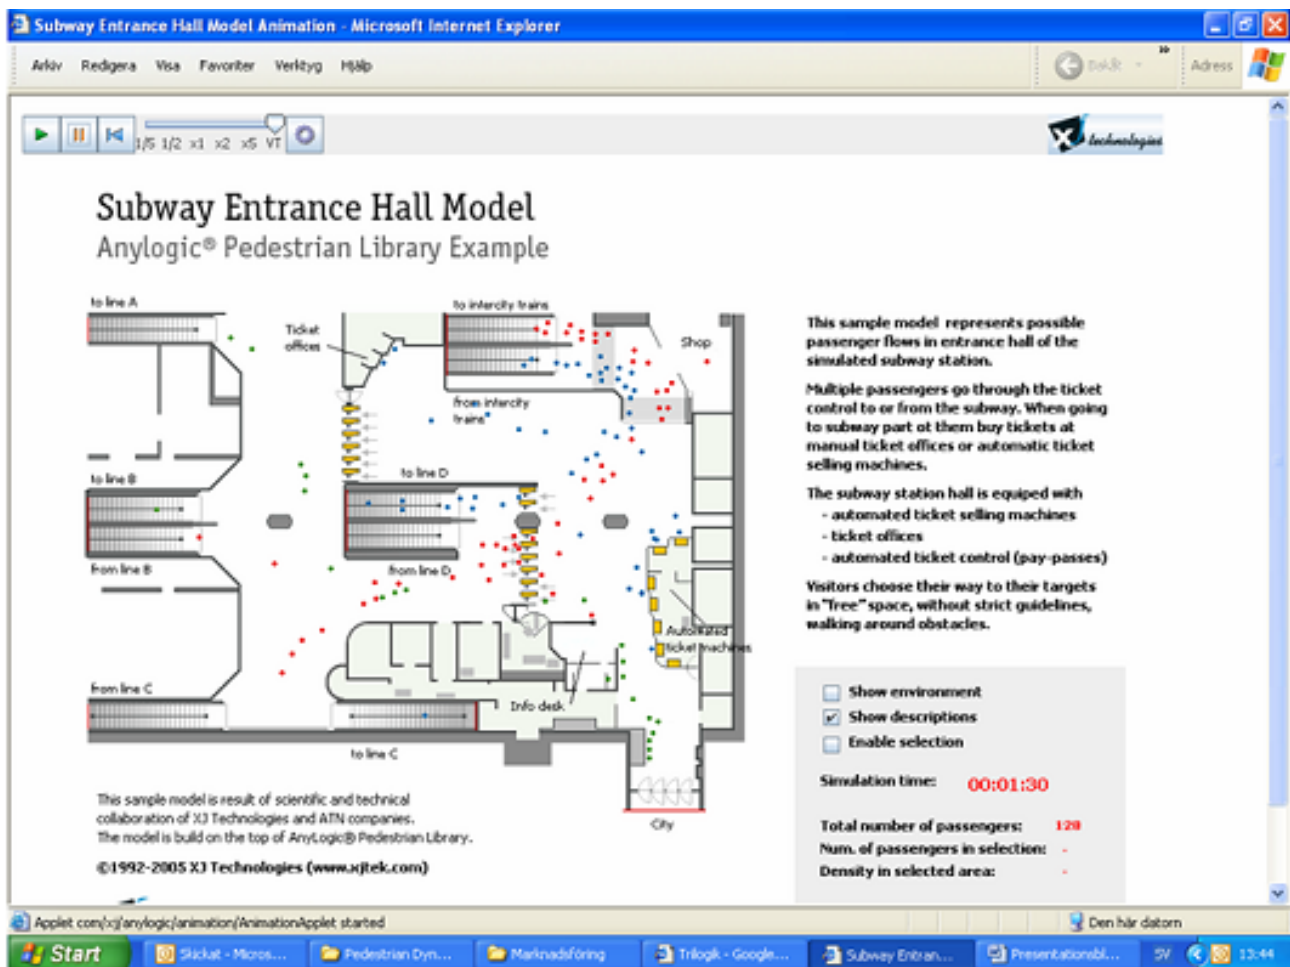 Subway Entrance Hall Model Animation - Microsoft Internet Explorer
Arkiv Redigera Visa Favoriter Verktyg Hjälp Bakåt Adress
1/5 1/2 x1 x2 x5 VT
technologies
Subway Entrance Hall Model
Anylogic® Pedestrian Library Example
to line A
to intercity trains
Ticket
offices
Shop
from intercity
trains
to line D
to line B
from line B
from line D
Automated
ticket machines
from line C
Info desk
to line C
City
This sample model represents possible
passenger flows in entrance hall of the
simulated subway station.
Multiple passengers go through the ticket
control to or from the subway. When going
to subway part ot them buy tickets at
manual ticket offices or automatic ticket
selling machines.
The subway station hall is equiped with
- automated ticket selling machines
- ticket offices
- automated ticket control (pay-passes)
Visitors choose their way to their targets
in "free" space, without strict guidelines,
walking around obstacles.
Show environment
Show descriptions
Enable selection
Simulation time: 00:01:30
Total number of passengers: 128
Num. of passengers in selection: -
Density in selected area: -
This sample model is result of scientific and technical
collaboration of XJ Technologies and ATN companies.
The model is build on the top of AnyLogic® Pedestrian Library.
©1992-2005 XJ Technologies (www.xjtek.com)
Applet com/xj/anylogic/animation/AnimationApplet started Den här datorn
Start Skickat - Micros... Pedestrian Dyn... Marknadsföring Trilogik - Google... Subway Entran... Presentationsbl... SV 13:44